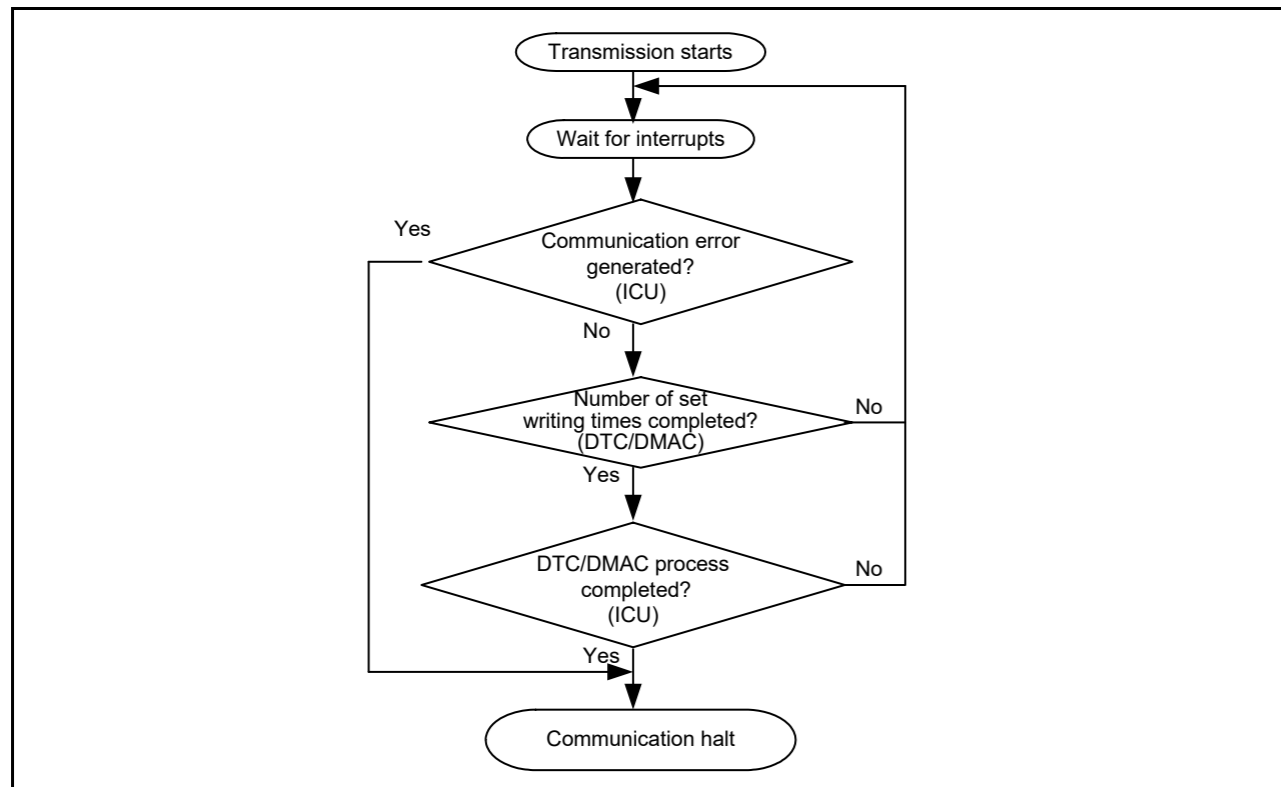 Transmission starts
Wait for interrupts
Yes
Communication error
generated?
(ICU)
No
Number of set
writing times completed?
(DTC/DMAC)
No
Yes
DTC/DMAC process
completed?
(ICU)
No
Yes
Communication halt